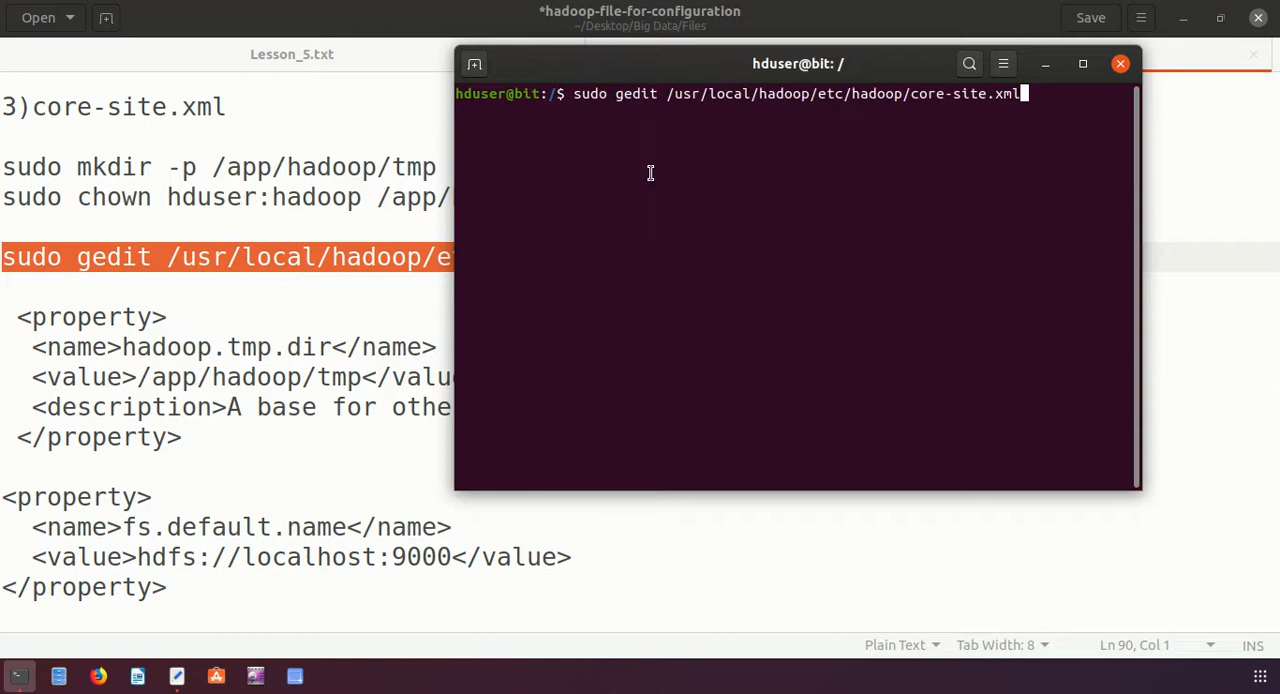 Open
*hadoop-file-for-configuration
~/Desktop/Big Data/Files
Save
Lesson_5.txt
hduser@bit: /
hduser@bit:/$ sudo gedit /usr/local/hadoop/etc/hadoop/core-site.xml
3)core-site.xml
sudo mkdir -p /app/hadoop/tmp
sudo chown hduser:hadoop /app/
sudo gedit /usr/local/hadoop/e
<property>
<name>hadoop.tmp.dir</name>
<value>/app/hadoop/tmp</valu
<description>A base for othe
</property>
<property>
<name>fs.default.name</name>
<value>hdfs://localhost:9000</value>
</property>
Plain Text
Tab Width: 8
Ln 90, Col 1
INS